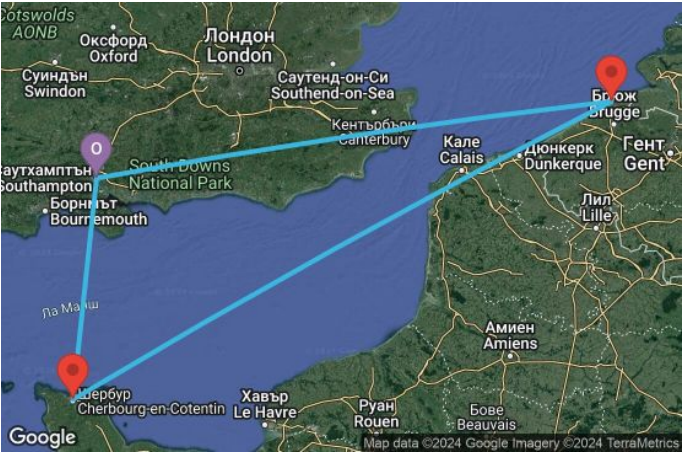 Cotswolds
AONB
Оксфорд
Oxford
Лондон
London
Суиндън
Swindon
Саутенд-он-Си
Southend-on-Sea
Брюж
Brugge
Кентърбъри
Canterbury
O
Кале
Calais
Дюнкерк
Dunkerque
Гент
Gent
Саутхамптън
Southampton
South Downs
National Park
Борнмът
Bournemouth
Лил
Lille
Ла Манш
Амиен
Amiens
Шербур
Cherbourg-en-Cotentin
Хавър
Le Havre
Руан
Rouen
Бове
Beauvais
Google
Map data ©2024 Google Imagery ©2024 TerraMetrics